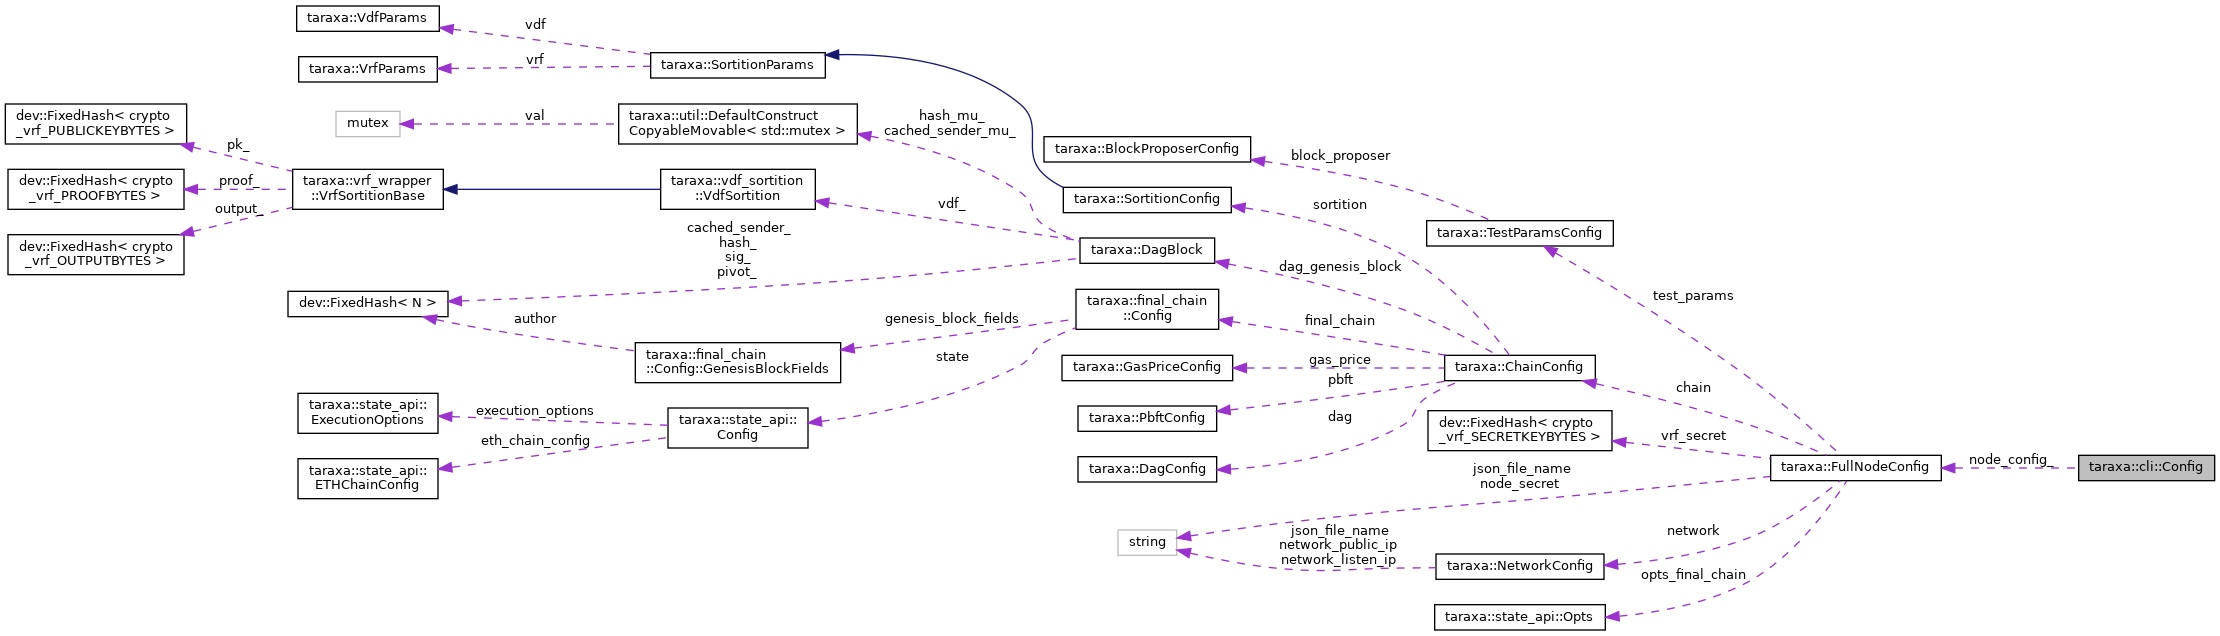 taraxa::VdfParams
vdf
taraxa::VrfParams
vrf
taraxa::SortitionParams
dev::FixedHash< crypto
_vrf_PUBLICKEYBYTES >
mutex
val
taraxa::util::DefaultConstruct
CopyableMovable< std::mutex >
hash_mu_
cached_sender_mu_
taraxa::BlockProposerConfig
block_proposer
pk_
dev::FixedHash< crypto
_vrf_PROOFBYTES >
proof_
taraxa::vrf_wrapper
::VrfSortitionBase
taraxa::vdf_sortition
::VdfSortition
vdf_
taraxa::SortitionConfig
sortition
output_
dev::FixedHash< crypto
_vrf_OUTPUTBYTES >
cached_sender_
hash_
sig_
pivot_
taraxa::DagBlock
dag_genesis_block
taraxa::TestParamsConfig
test_params
dev::FixedHash< N >
author
taraxa::final_chain
::Config::GenesisBlockFields
genesis_block_fields
state
taraxa::final_chain
::Config
final_chain
taraxa::GasPriceConfig
gas_price
pbft
taraxa::ChainConfig
chain
taraxa::state_api::
ExecutionOptions
execution_options
eth_chain_config
taraxa::state_api::
ETHChainConfig
taraxa::state_api::
Config
taraxa::PbftConfig
dag
taraxa::DagConfig
dev::FixedHash< crypto
_vrf_SECRETKEYBYTES >
vrf_secret
json_file_name
node_secret
taraxa::FullNodeConfig
node_config_
taraxa::cli::Config
string
json_file_name
network_public_ip
network_listen_ip
network
taraxa::NetworkConfig
opts_final_chain
taraxa::state_api::Opts